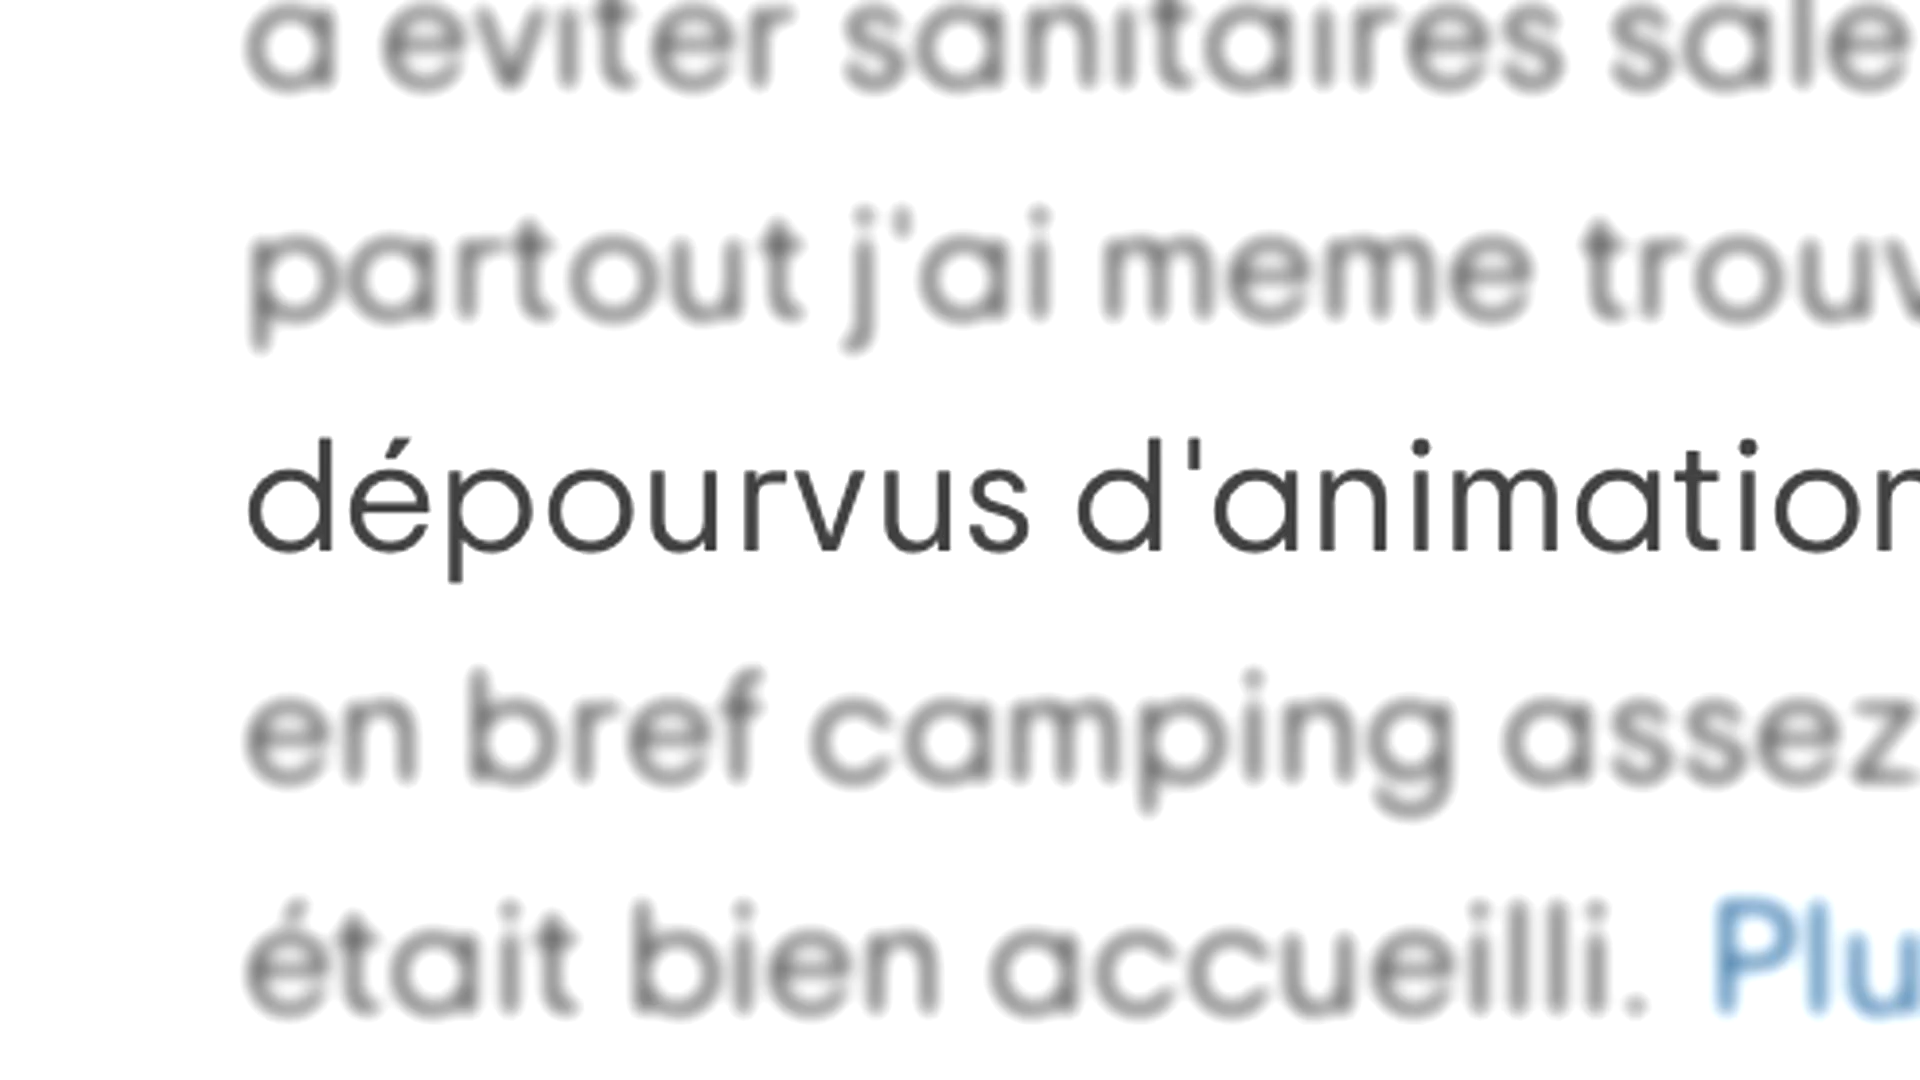 a eviter sanitaires sale
partout j'ai meme trouv
dépourvus d'animation
en bref camping assez
était bien accueilli. Plu